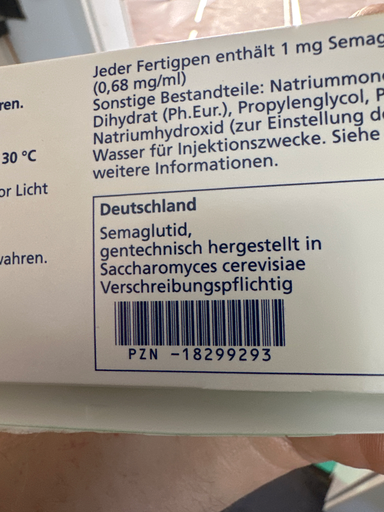 Jeder Fertigpen enthält 1 mg Semag
(0,68 mg/ml)
Sonstige Bestandteile: Natriummon
Dihydrat (Ph.Eur.), Propylenglycol, P
Natriumhydroxid (zur Einstellung d
Wasser für Injektionszwecke. Siehe
weitere Informationen.
ren.
30 °C
or Licht
vahren.
Deutschland
Semaglutid,
gentechnisch hergestellt in
Saccharomyces cerevisiae
Verschreibungspflichtig
PZN -18299293